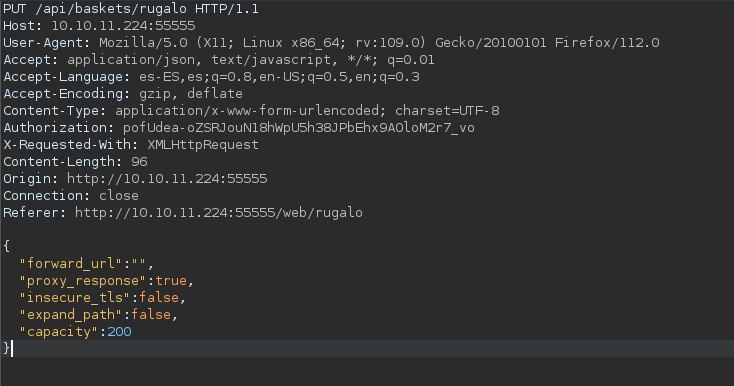 PUT /api/baskets/rugalo HTTP/1.1
Host: 10.10.11.224:55555
User-Agent: Mozilla/5.0 (X11; Linux x86_64; rv:109.0) Gecko/20100101 Firefox/112.0
Accept: application/json, text/javascript, */*; q=0.01
Accept-Language: es-ES,es;q=0.8,en-US;q=0.5,en;q=0.3
Accept-Encoding: gzip, deflate
Content-Type: application/x-www-form-urlencoded; charset=UTF-8
Authorization: pofUdea-oZSRJouN18hWpU5h38JPbEhx9AOloM2r7_vo
X-Requested-With: XMLHttpRequest
Content-Length: 96
Origin: http://10.10.11.224:55555
Connection: close
Referer: http://10.10.11.224:55555/web/rugalo
{
"forward_url":"",
"proxy_response":true,
"insecure_tls":false,
"expand_path":false,
"capacity":200
}